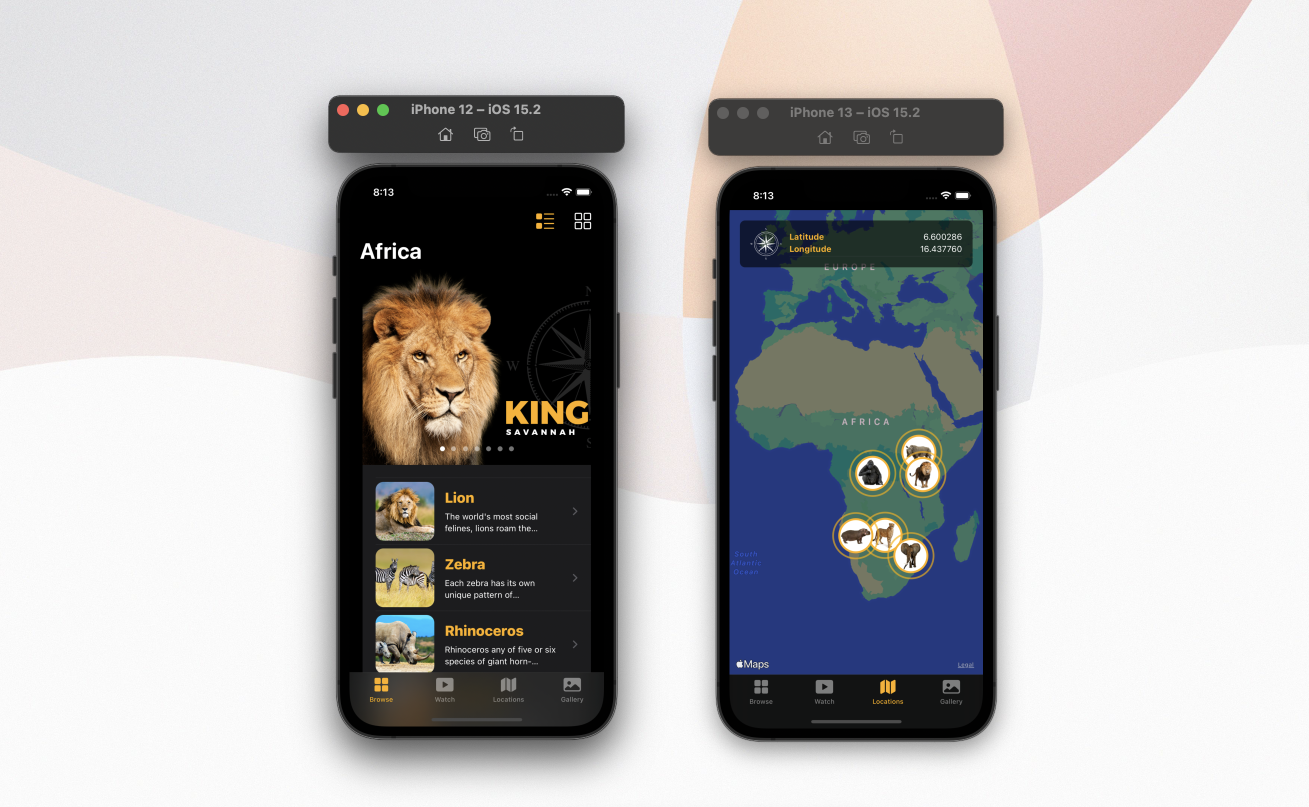 iPhone 12 – iOS 15.2
8:13
Africa
N
W
KING
SAVANNAH
S
Lion
The world's most social
felines, lions roam the...
Zebra
Each zebra has its own
unique pattern of...
Rhinoceros
Rhinoceros any of five or six
species of giant horn-...
Browse
Watch
Locations
Gallery
iPhone 13 – iOS 15.2
8:13
Latitude 6.600286
Longitude 16.437760
EUROPE
AFRICA
South
Atlantic
Ocean
Maps
Legal
Browse
Watch
Locations
Gallery